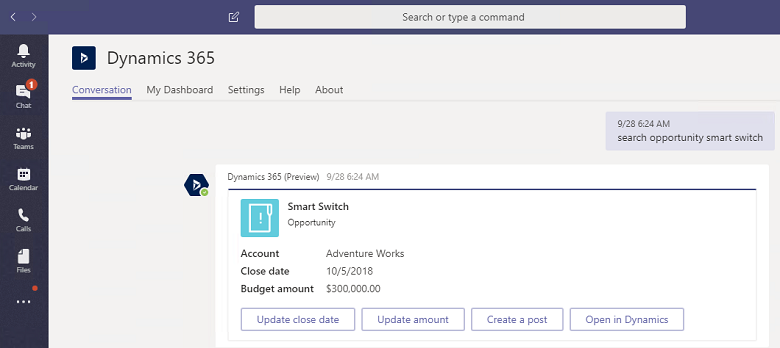 Search or type a command
Activity
1
Chat
Teams
Calendar
Calls
Files
Dynamics 365
Conversation My Dashboard Settings Help About
9/28 6:24 AM
search opportunity smart switch
Dynamics 365 (Preview) 9/28 6:24 AM
Smart Switch
Opportunity
Account Adventure Works
Close date 10/5/2018
Budget amount $300,000.00
Update close date Update amount Create a post Open in Dynamics